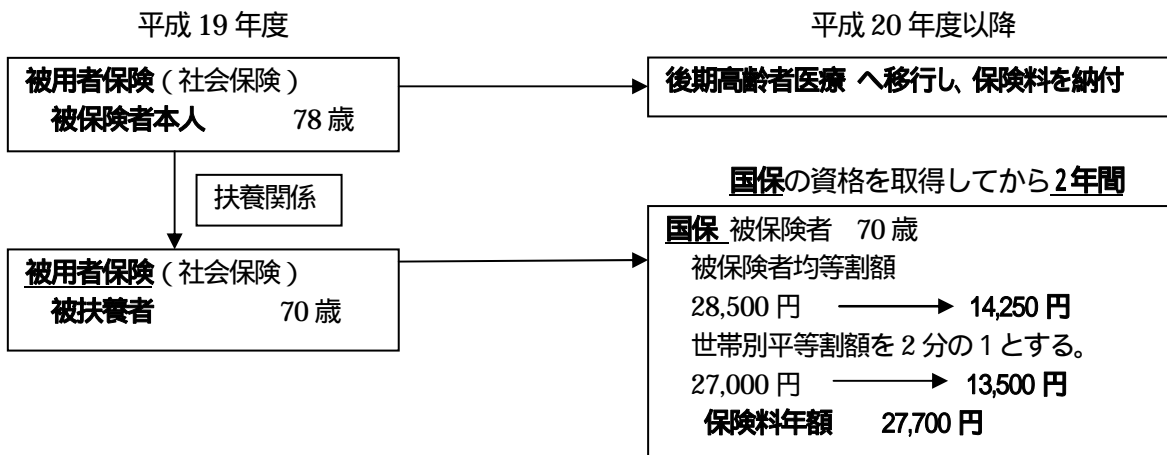 平成 19 年度
平成 20 年度以降
被用者保険（社会保険）
被保険者本人 78 歳
後期高齢者医療 へ移行し、保険料を納付
扶養関係
国保の資格を取得してから 2年間
被用者保険（社会保険）
被扶養者 70 歳
国保 被保険者 70 歳
被保険者均等割額
28,500 円 14,250 円
世帯別平等割額を 2 分の 1 とする。
27,000 円 13,500 円
保険料年額 27,700 円